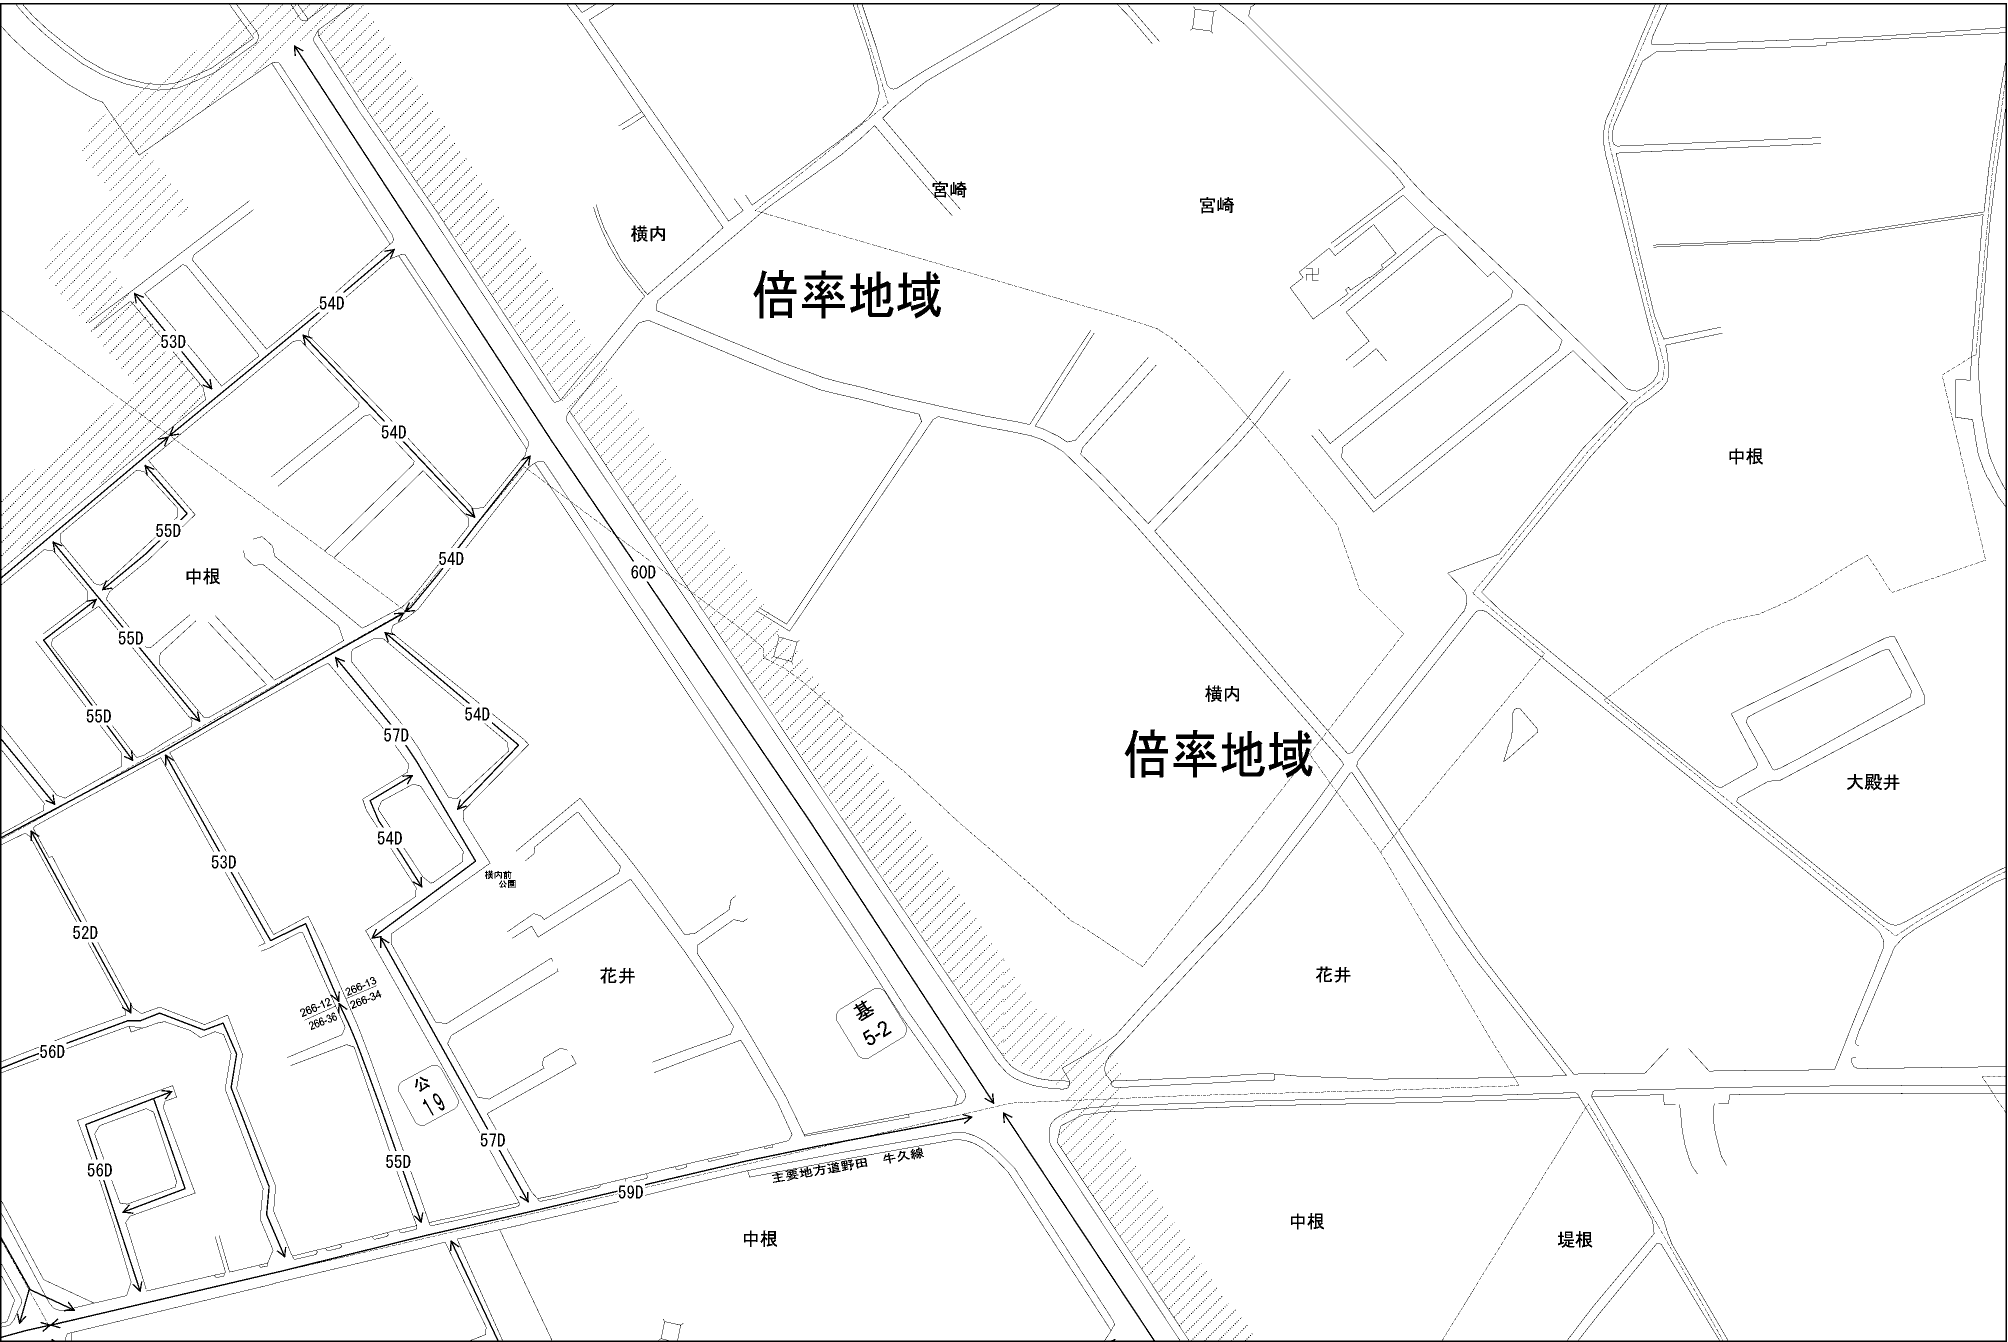 宮崎
宮崎
横内
倍率地域
54D
53D
卍
54D
中根
55D
54D
60D
中根
55D
横内
55D
54D
57D
倍率地域
大殿井
54D
53D
横内前
公園
52D
花井
花井
266-12
266-13
266-36
266-34
基
5-2
56D
公
19
57D
55D
主要地方道野田 牛久線
56D
59D
中根
中根
堤根